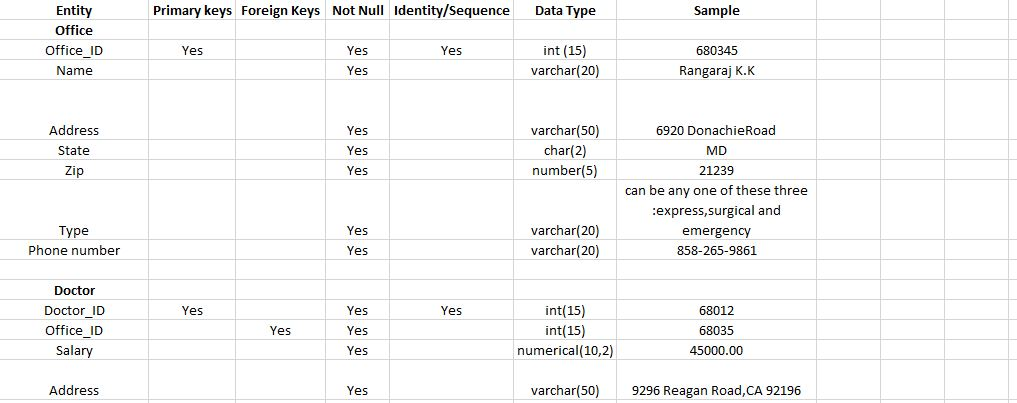 Entity Primary keys Foreign Keys Not Null Identity/Sequence Data Type Sample
Office
Office_ID Yes Yes Yes int (15) 680345
Name Yes varchar(20) Rangaraj K.K
Address Yes varchar(50) 6920 DonachieRoad
State Yes char(2) MD
Zip Yes number(5) 21239
can be any one of these three
:express,surgical and
Type Yes varchar(20) emergency
Phone number Yes varchar(20) 858-265-9861
Doctor
Doctor_ID Yes Yes Yes int(15) 68012
Office_ID Yes Yes int(15) 68035
Salary Yes numerical(10,2) 45000.00
Address Yes varchar(50) 9296 Reagan Road,CA 92196